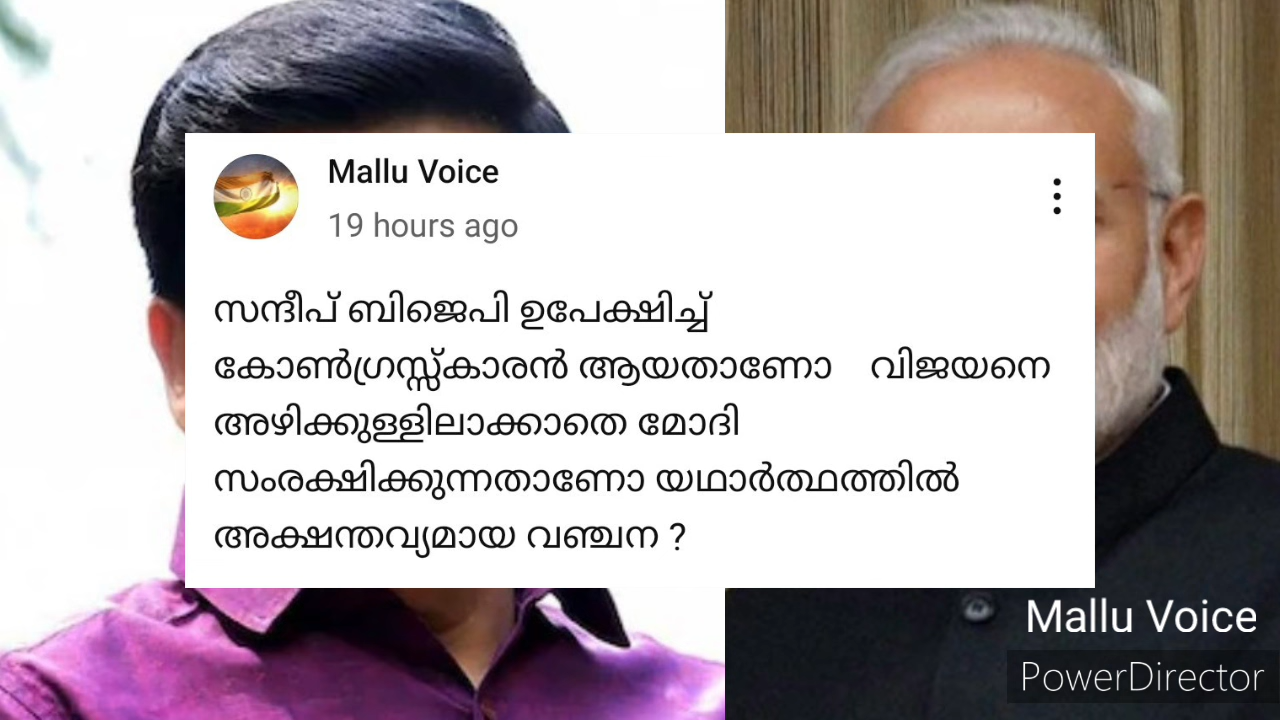 Mallu Voice
19 hours ago
സന്ദീപ് ബിജെപി ഉപേക്ഷിച്ച്
കോൺഗ്രസ്സ്കാരൻ ആയതാണോ വിജയനെ
അഴിക്കുള്ളിലാക്കാതെ മോദി
സംരക്ഷിക്കുന്നതാണോ യഥാർത്ഥത്തിൽ
അക്ഷന്തവ്യമായ വഞ്ചന ?
Mallu Voice
PowerDirector